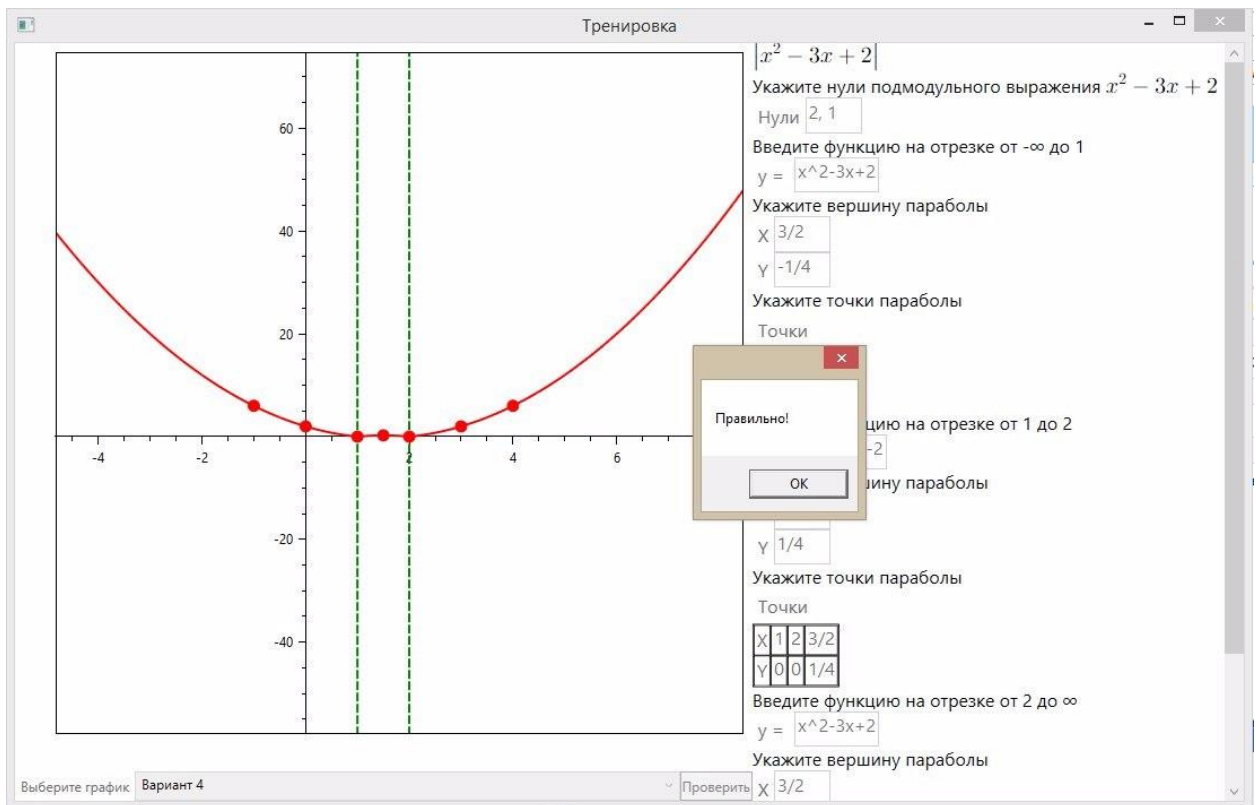 Тренировка
|x² − 3x + 2|
Укажите нули подмодульного выражения x² − 3x + 2
Нули 2, 1
Введите функцию на отрезке от -∞ до 1
y = x^2-3x+2
Укажите вершину параболы
X 3/2
Y -1/4
Укажите точки параболы
Точки
Правильно!
OK
цию на отрезке от 1 до 2
-2
ину параболы
Y 1/4
Укажите точки параболы
Точки
X 1 2 3/2
Y 0 0 1/4
Введите функцию на отрезке от 2 до ∞
y = x^2-3x+2
Укажите вершину параболы
X 3/2
60
40
20
-4 -2 2 4 6
-20
-40
Выберите график Вариант 4 Проверить